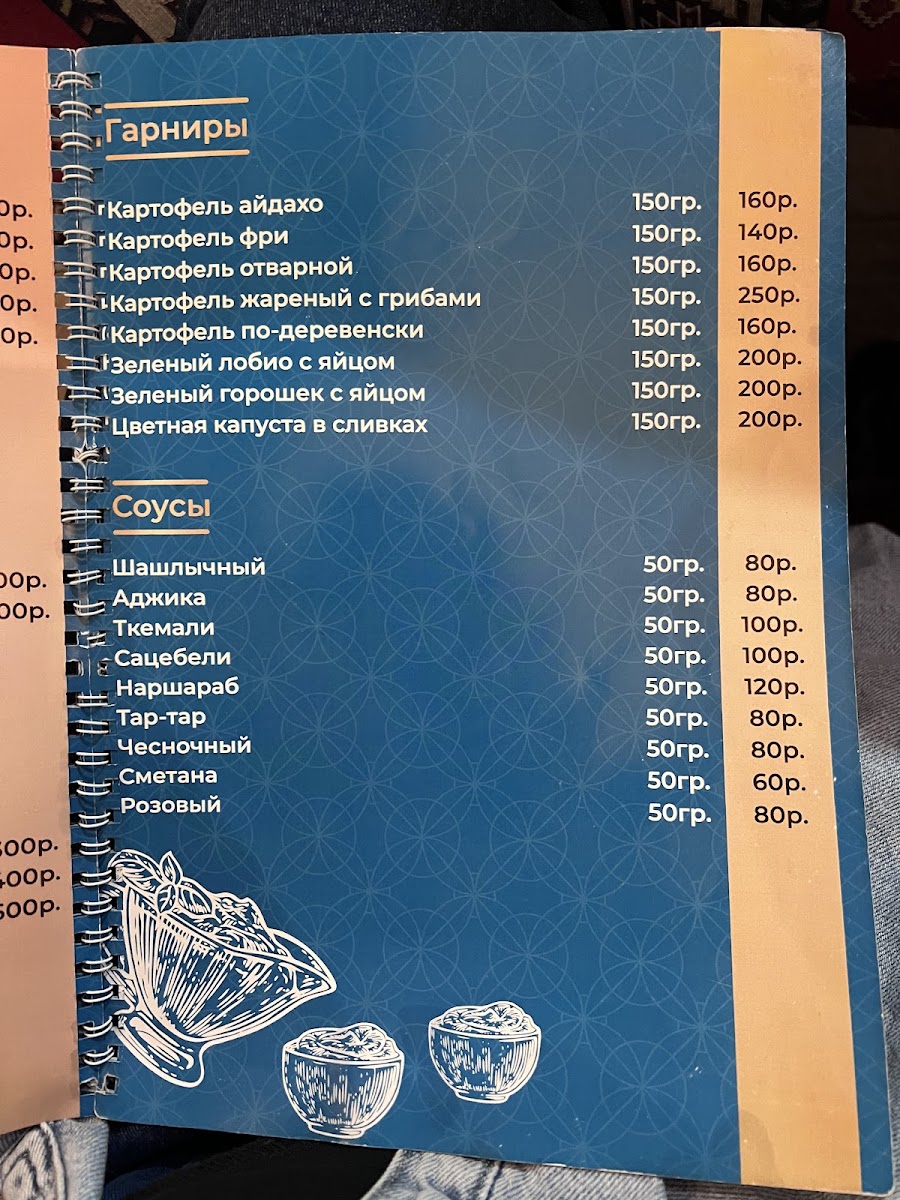 Гарниры
Картофель айдахо 150гр. 160р.
Картофель фри 150гр. 140р.
Картофель отварной 150гр. 160р.
Картофель жареный с грибами 150гр. 250р.
Картофель по-деревенски 150гр. 160р.
Зеленый лобио с яйцом 150гр. 200р.
Зеленый горошек с яйцом 150гр. 200р.
Цветная капуста в сливках 150гр. 200р.
Соусы
Шашлычный 50гр. 80р.
Аджика 50гр. 80р.
Ткемали 50гр. 100р.
Сацебели 50гр. 100р.
Наршараб 50гр. 120р.
Тар-тар 50гр. 80р.
Чесночный 50гр. 80р.
Сметана 50гр. 60р.
Розовый 50гр. 80р.